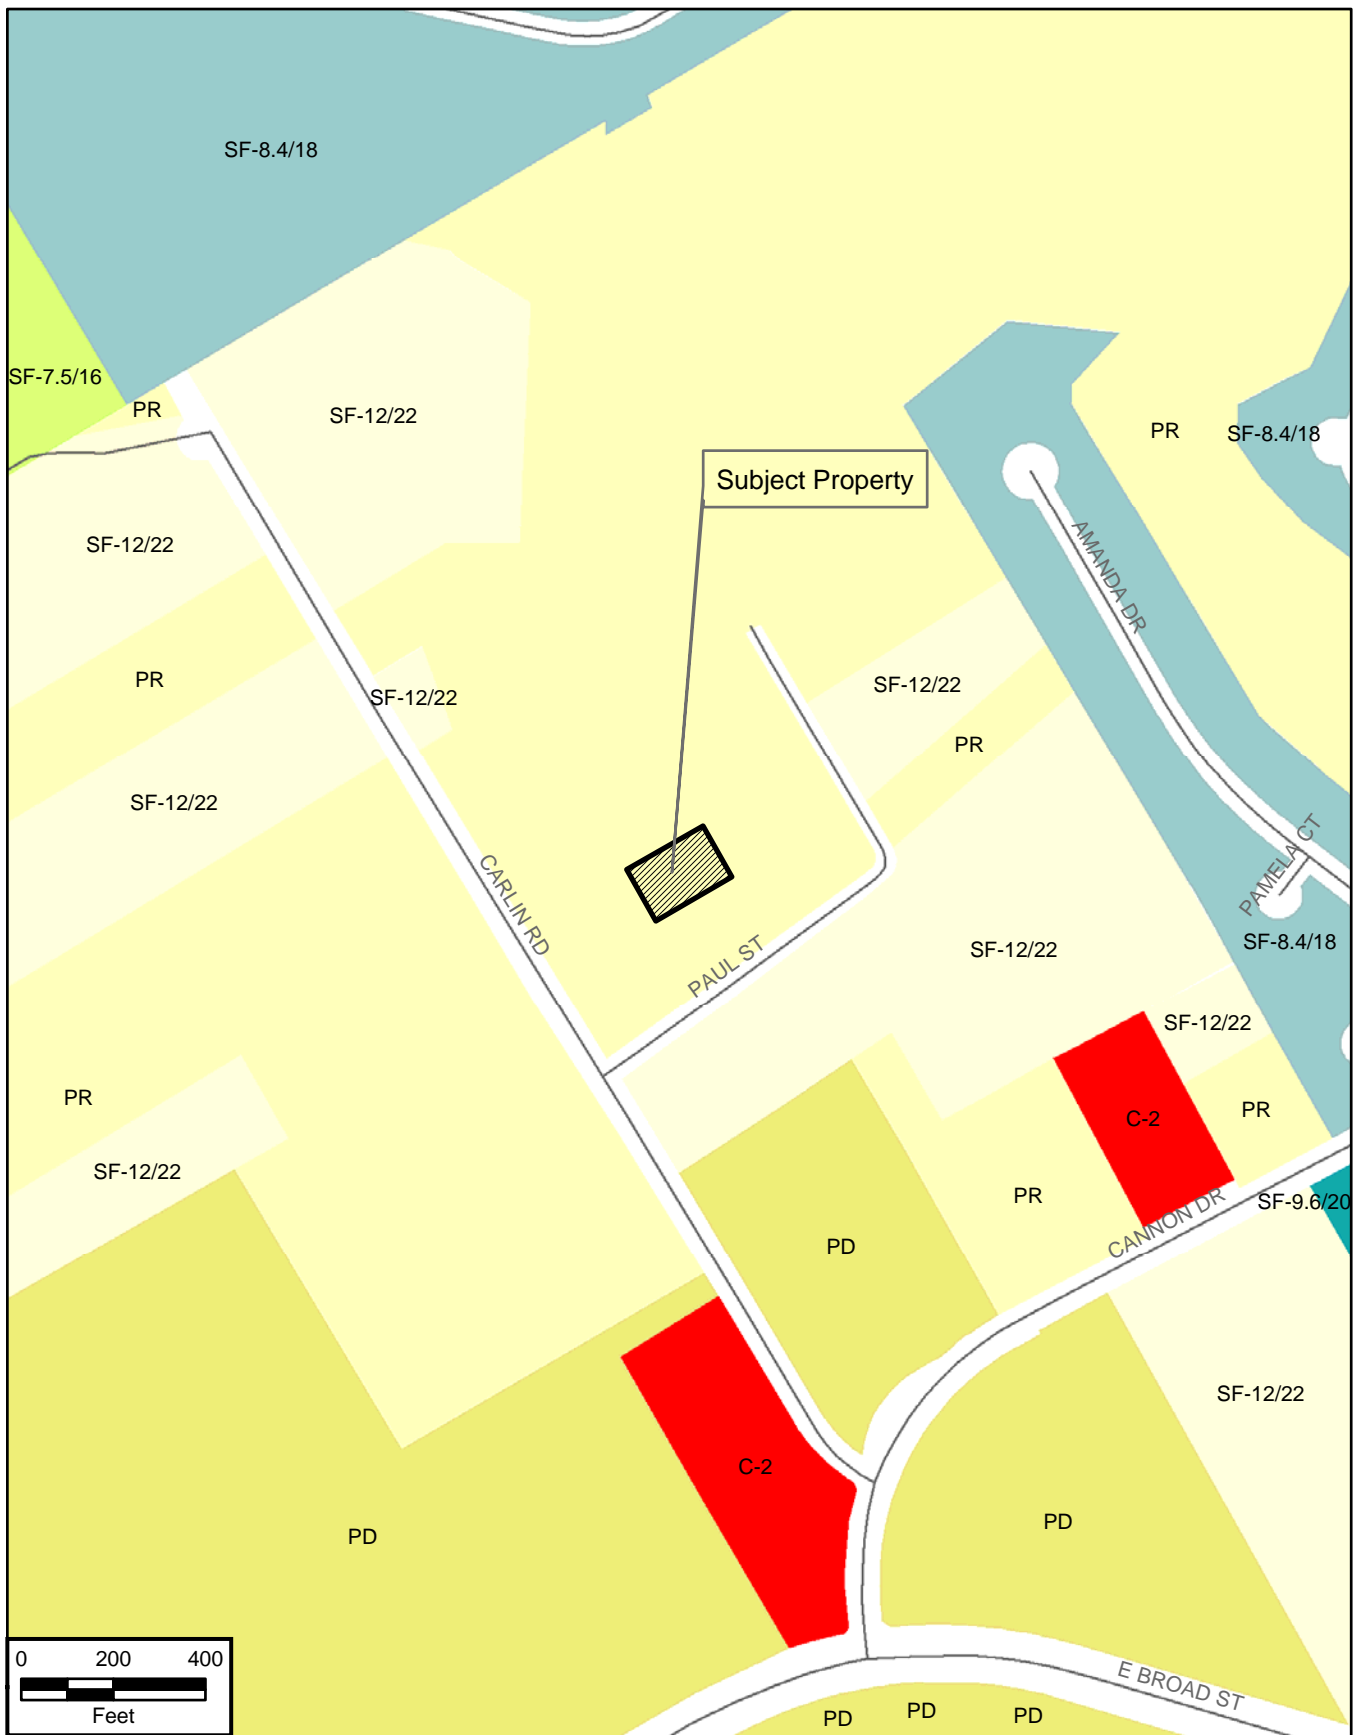 SF-8.4/18
SF-7.5/16
PR
SF-12/22
PR
SF-8.4/18
Subject Property
SF-12/22
AMANDA DR
PR
SF-12/22
SF-12/22
PR
SF-12/22
CARLIN RD
PAMELA CT
PAUL ST
SF-12/22
SF-8.4/18
SF-12/22
PR
C-2
PR
SF-12/22
PR
SF-9.6/20
CANNON DR
PD
SF-12/22
C-2
PD
PD
0 200 400
Feet
E BROAD ST
PD
PD
PD